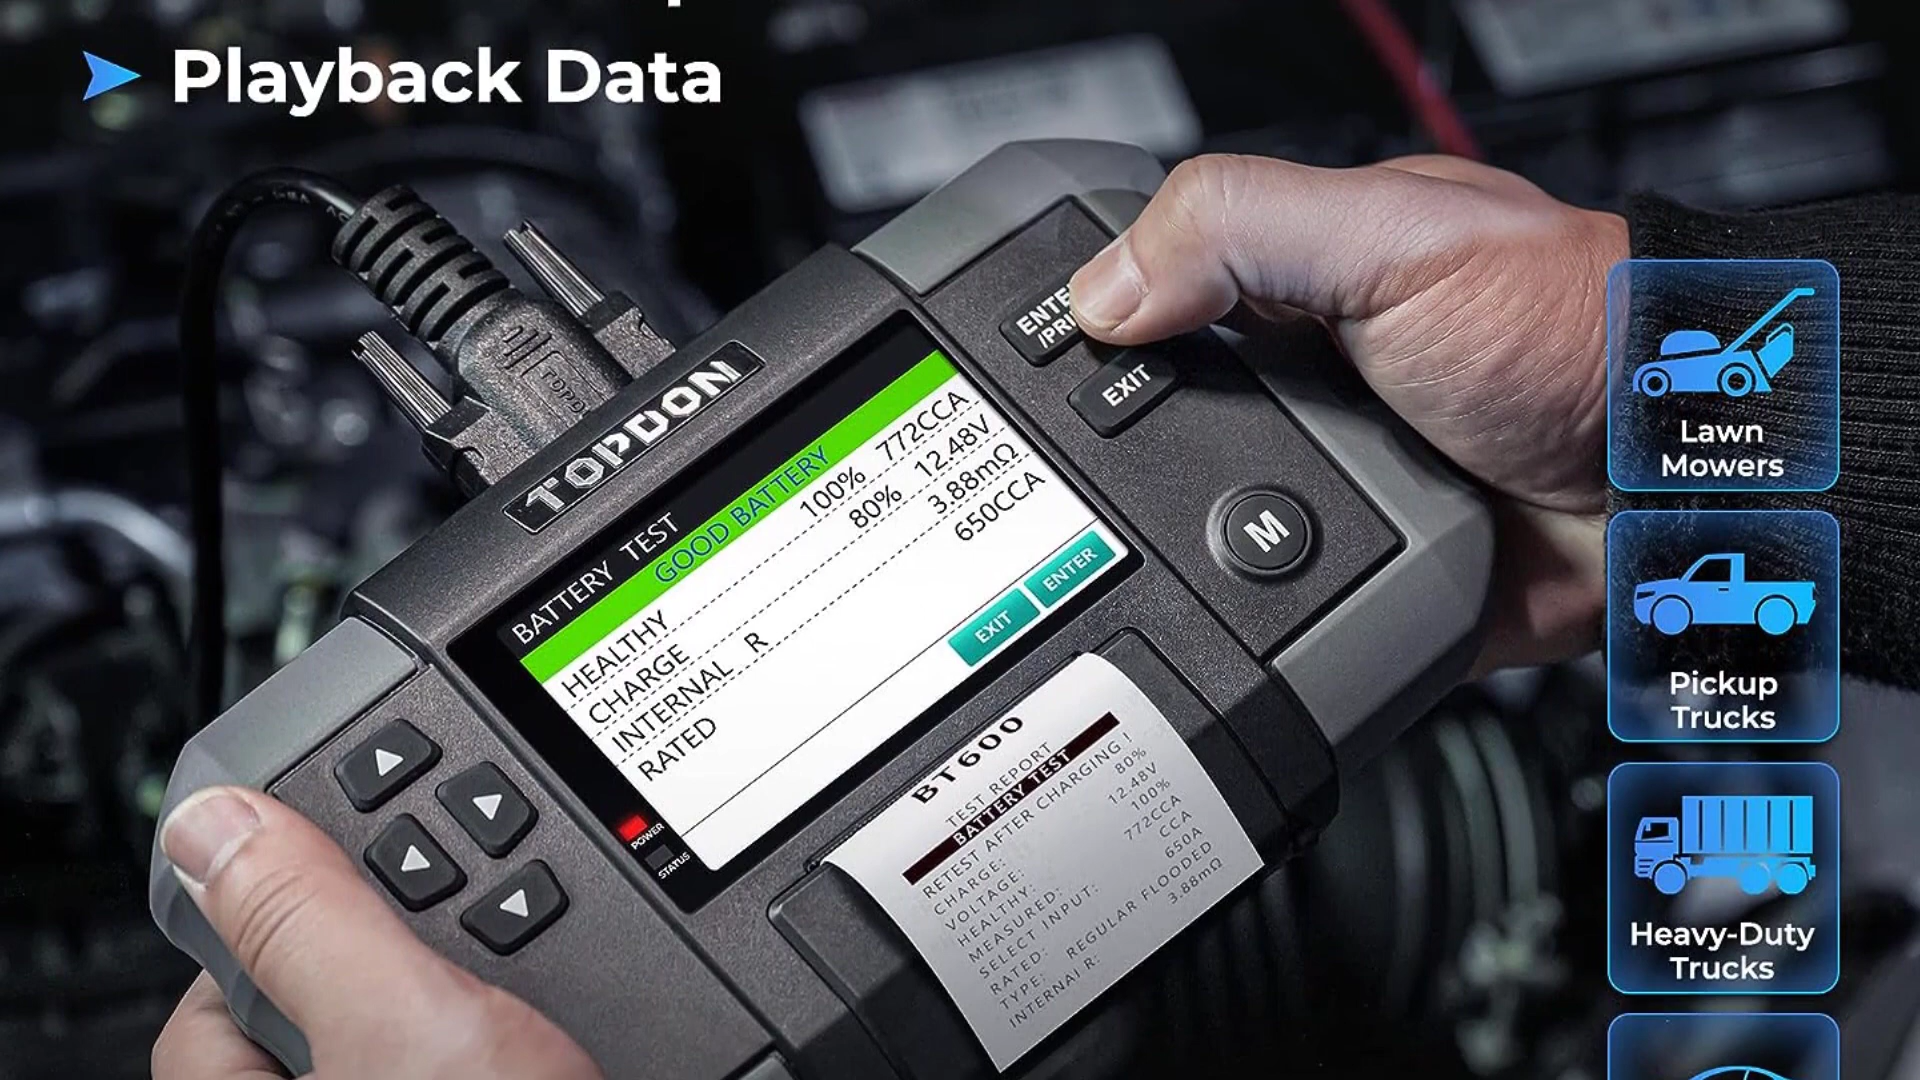 Playback Data
TOPDON
TOPDON
BATTERY TEST
GOOD BATTERY
HEALTHY 100% 772CCA
CHARGE 80% 12.48V
INTERNAL R 3.88mΩ
RATED 650CCA
EXIT ENTER
POWER
STATUS
EXIT
M
BT600
TEST REPORT
BATTERY TEST
RETEST AFTER CHARGING !
CHARGE: 80%
VOLTAGE: 12.48V
HEALTHY: 100%
MEASURED: 772CCA
SELECT INPUT: CCA
RATED: 650A
TYPE: REGULAR FLOODED
INTERNAl R: 3.88mΩ
Lawn
Mowers
Pickup
Trucks
Heavy-Duty
Trucks